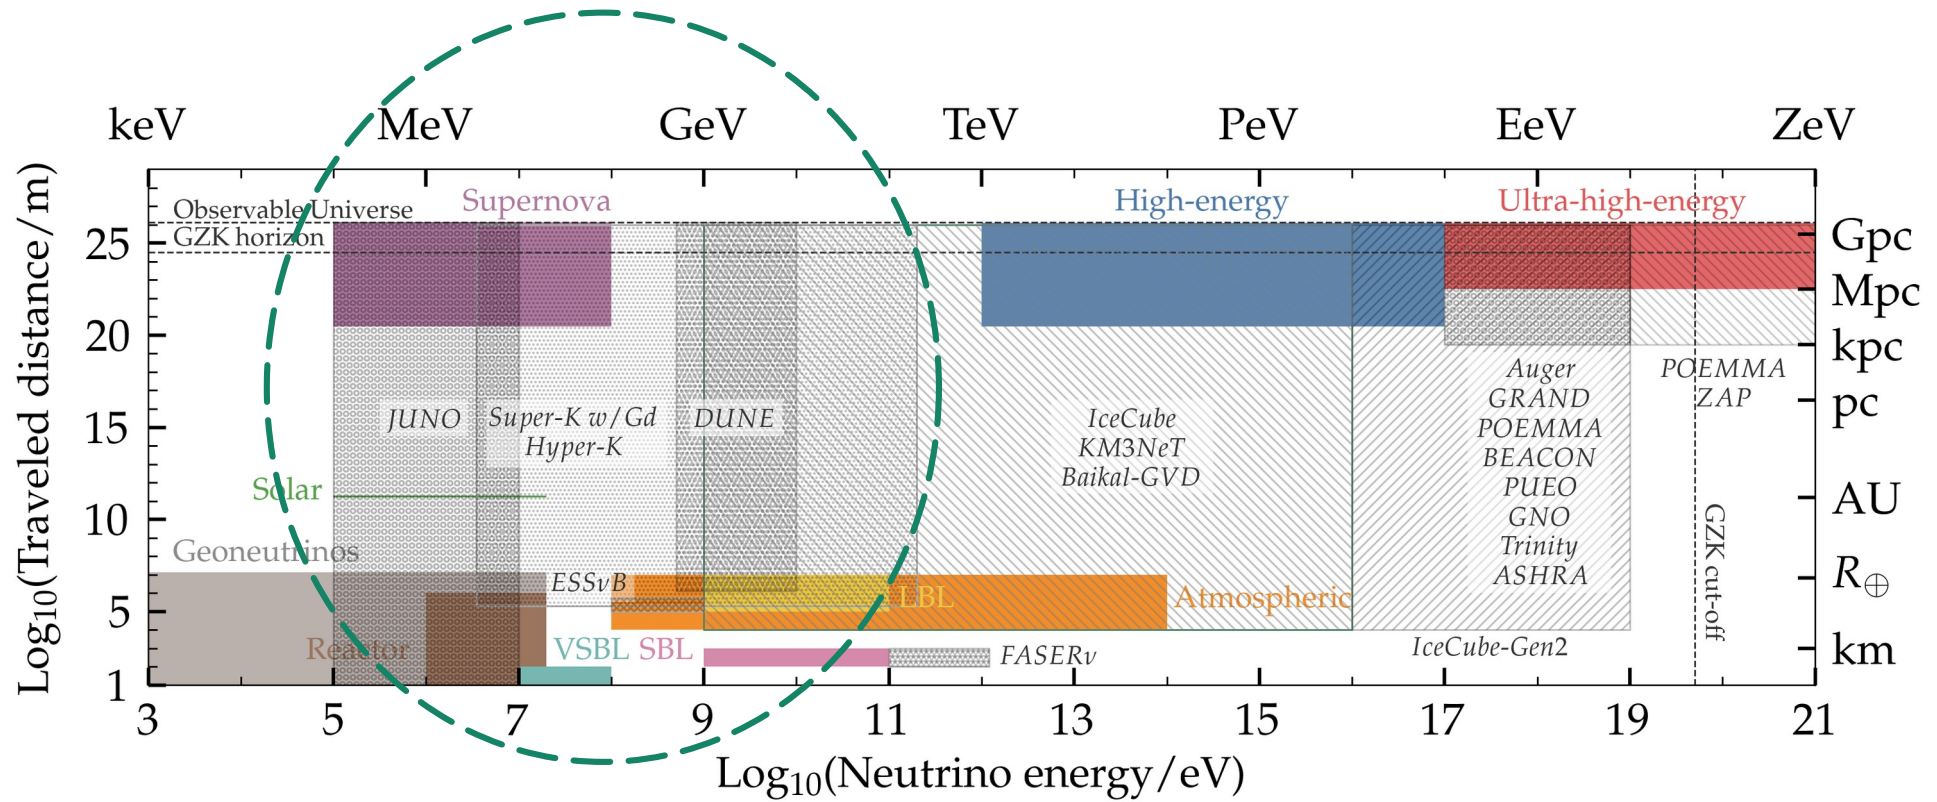 keV MeV GeV TeV PeV EeV ZeV
Log₁₀(Traveled distance/m)
25
20
15
10
5
1
Observable Universe
GZK horizon
Supernova
High-energy
Ultra-high-energy
Gpc
Mpc
kpc
pc
AU
R⊕
km
JUNO
Super-K w/Gd
Hyper-K
DUNE
IceCube
KM3NeT
Baikal-GVD
Auger
GRAND
POEMMA
BEACON
PUEO
GNO
Trinity
ASHRA
POEMMA
ZAP
GZK cut-off
Solar
Geoneutrinos
ESSνB
LBL
Atmospheric
Reactor
VSBL
SBL
FASERν
IceCube-Gen2
3 5 7 9 11 13 15 17 19 21
Log₁₀(Neutrino energy/eV)